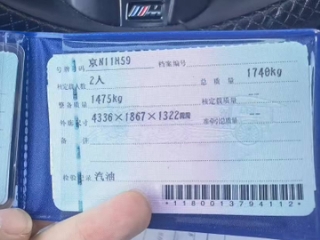 号牌号码 京N11H59 档案编号
核定载人数 2人 总质量 1740kg
整备质量 1475kg 核定载质量 --
外廓尺寸 4336×1867×1322mm 准牵引总质量 --
备注
检验记录 汽油
*1180013794112*